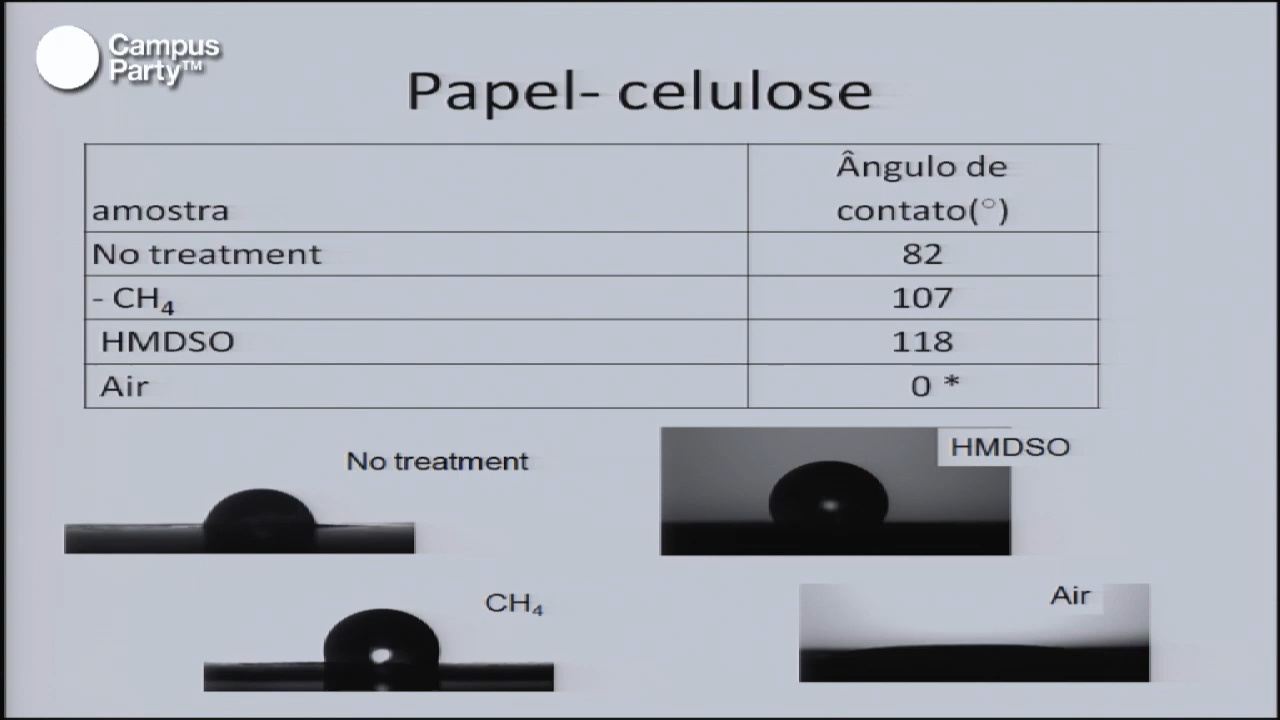 Campus
Party™
Papel- celulose
amostra
Ângulo de
contato(°)
No treatment
82
- CH₄
107
HMDSO
118
Air
0 *
No treatment
HMDSO
CH₄
Air